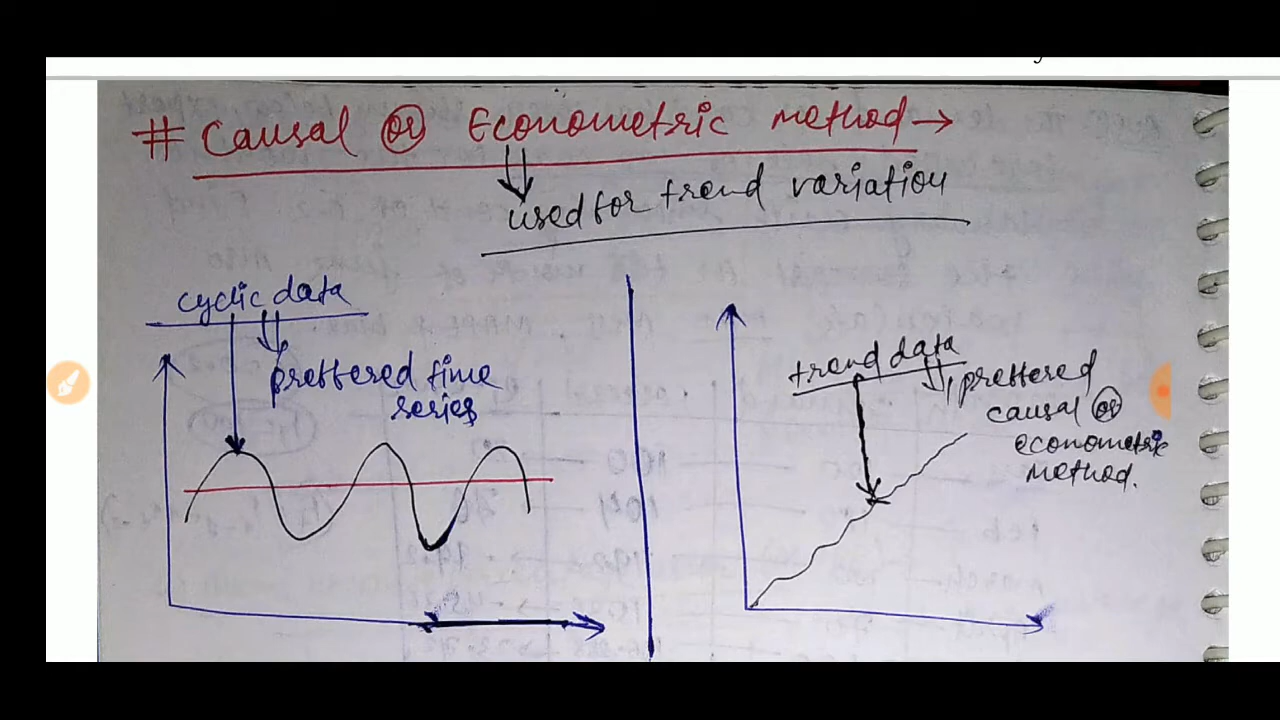 # Causal or Econometric method →
used for trend variation
cyclic data
preffered time
series
trend data
preffered
causal or
econometric
method.